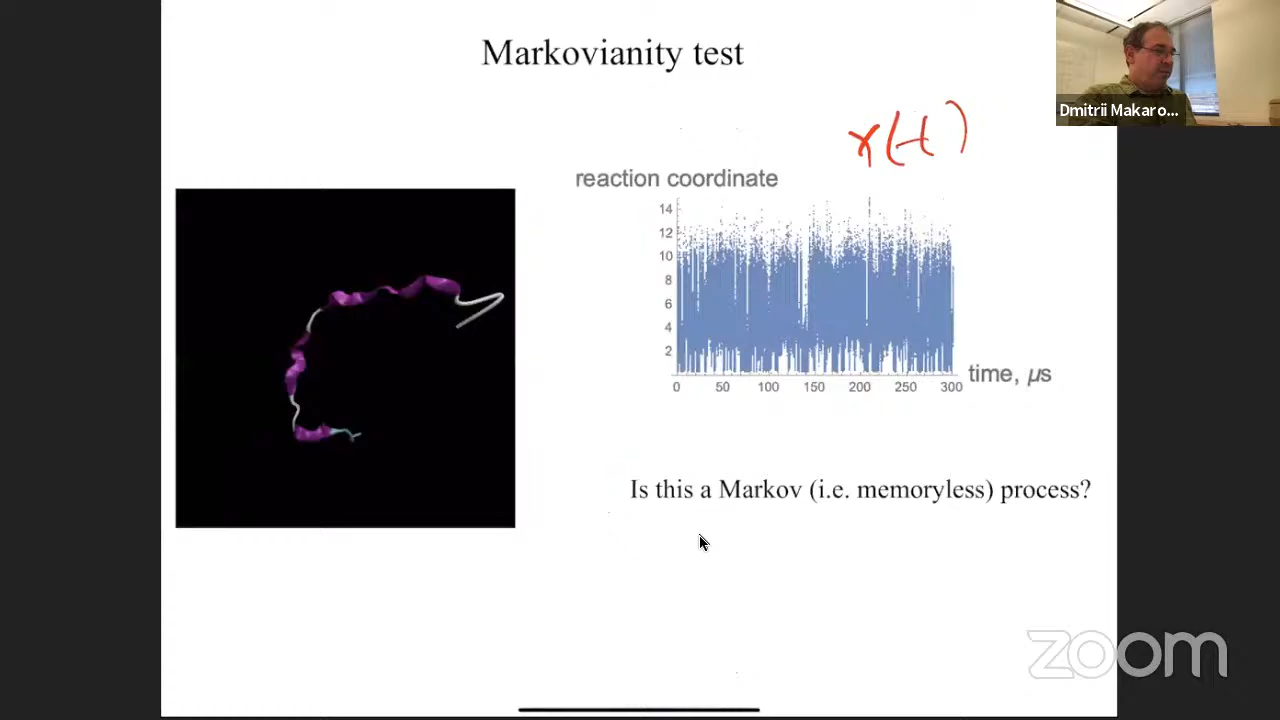 Markovianity test
Dmitrii Makaro...
x(t)
reaction coordinate
14
12
10
8
6
4
2
0 50 100 150 200 250 300
time, μs
Is this a Markov (i.e. memoryless) process?
zoom